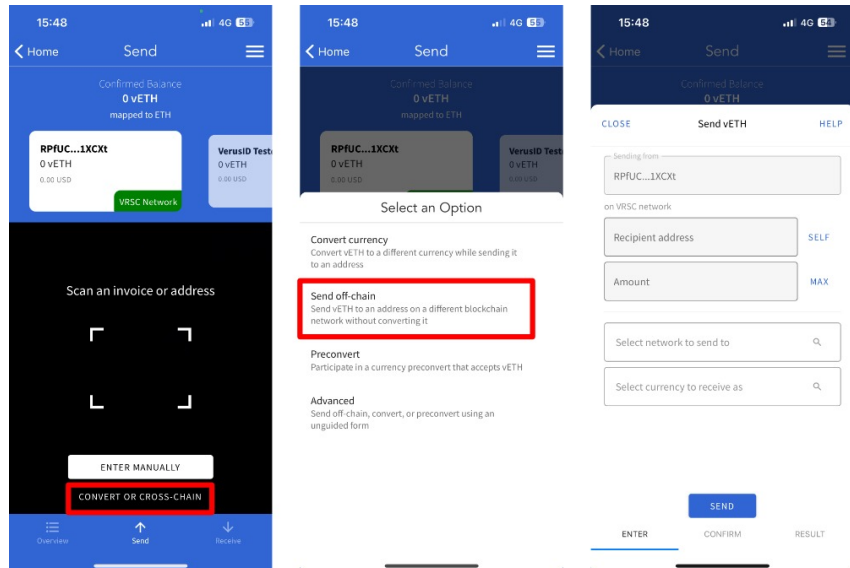 15:48
4G 55
Home
Send
Confirmed Balance
0 vETH
mapped to ETH
RPfUC...1XCXt
0 vETH
0.00 USD
VRSC Network
VerusID Test
0 vETH
0.00 USD
Scan an invoice or address
ENTER MANUALLY
CONVERT OR CROSS-CHAIN
Overview
Send
Receive
15:48
4G 55
Home
Send
Confirmed Balance
0 vETH
mapped to ETH
RPfUC...1XCXt
0 vETH
0.00 USD
VerusID Test
0 vETH
0.00 USD
Select an Option
Convert currency
Convert vETH to a different currency while sending it
to an address
Send off-chain
Send vETH to an address on a different blockchain
network without converting it
Preconvert
Participate in a currency preconvert that accepts vETH
Advanced
Send off-chain, convert, or preconvert using an
unguided form
15:48
4G 54
Home
Send
Confirmed Balance
0 vETH
CLOSE
Send vETH
HELP
Sending from
RPfUC...1XCXt
on VRSC network
Recipient address
SELF
Amount
MAX
Select network to send to
Select currency to receive as
SEND
ENTER
CONFIRM
RESULT